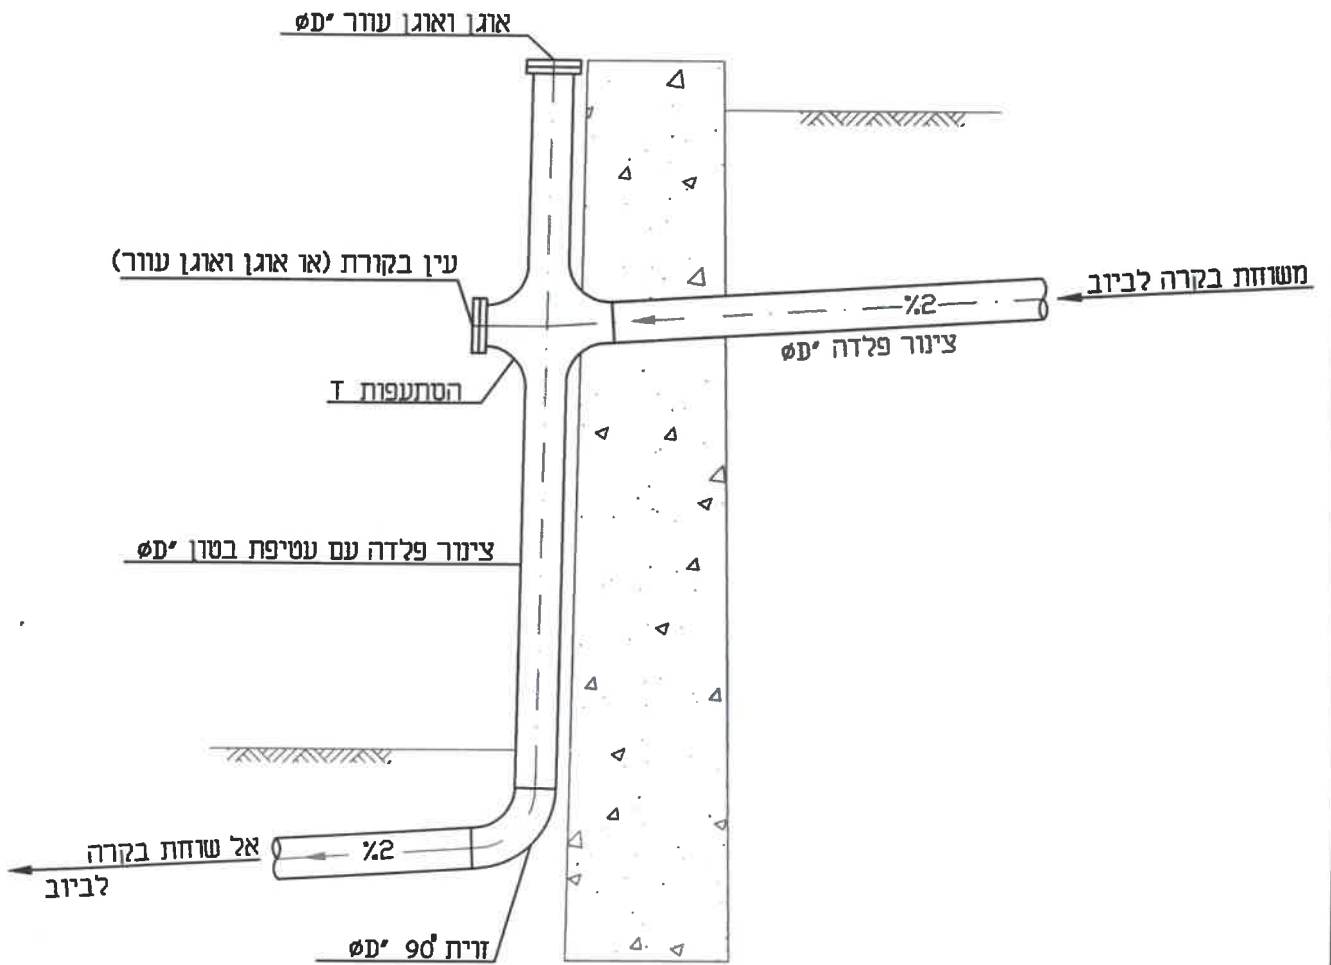 אוגן ואוגן עוור "ØD
עין בקורת (או אוגן ואוגן עוור)
משוחת בקרה לביוב
%2
צינור פלדה "ØD
הסתעפות T
צינור פלדה עם עטיפת בטון "ØD
אל שוחת בקרה
לביוב
%2
זוית 90° "ØD